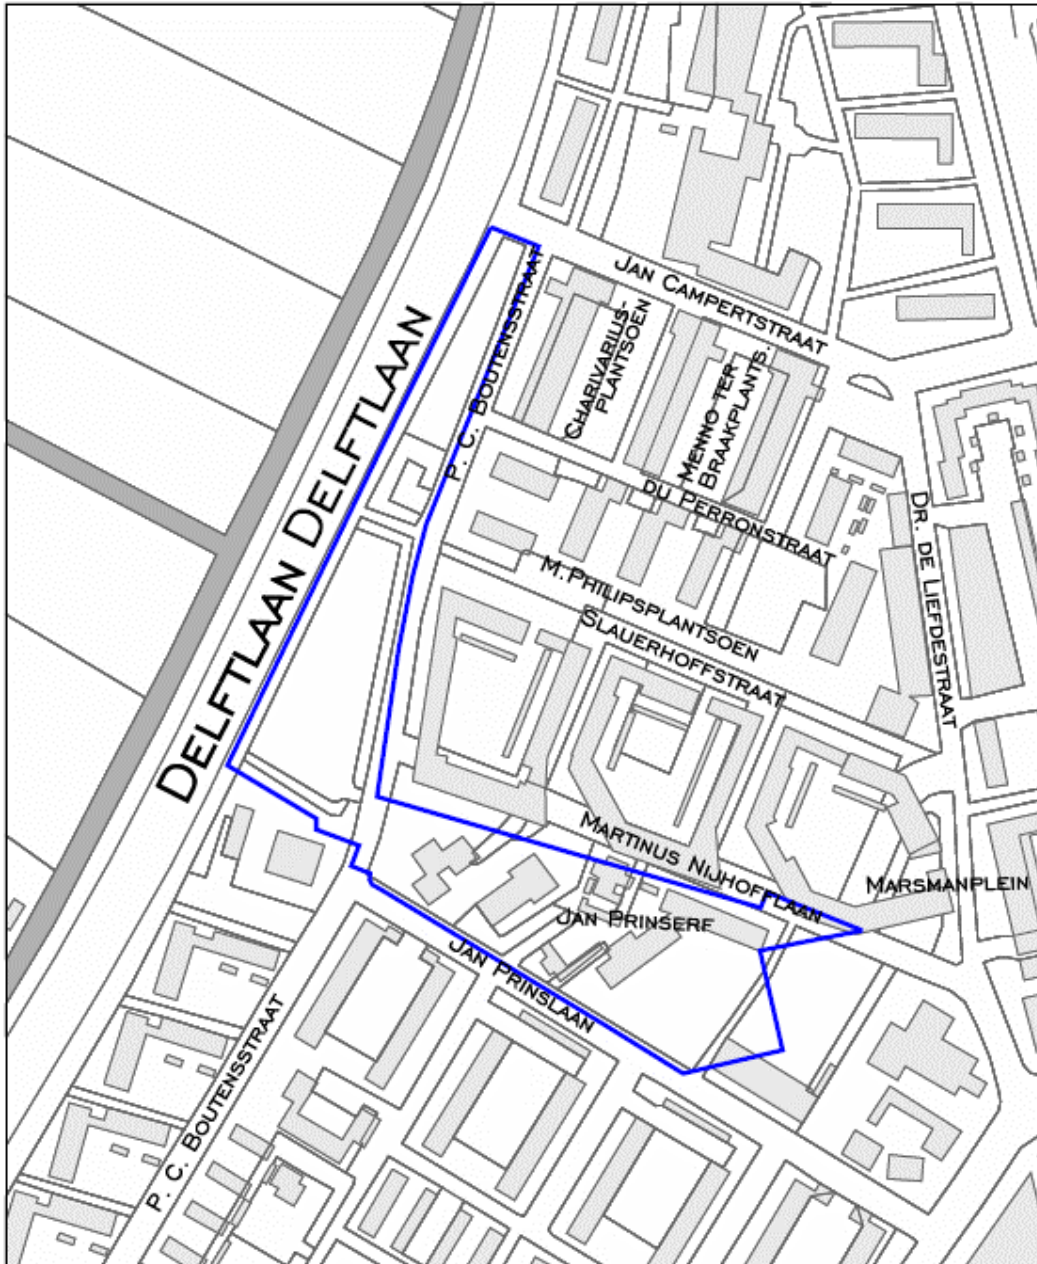 JAN CAMPERTSTRAAT
P. C. BOUTENSSTRAAT
CHARIVARIUS-
PLANTSOEN
MENNO TER
BRAAKPLANTS.
DELFTLAAN DELFTLAAN
DU PERRONSTRAAT
DR. DE LIEFDESTRAAT
M. PHILIPSPLANTSOEN
SLAUERHOFFSTRAAT
MARTINUS NIJHOFFLAAN
MARSMANPLEIN
JAN PRINSERF
JAN PRINSLAAN
P. C. BOUTENSSTRAAT